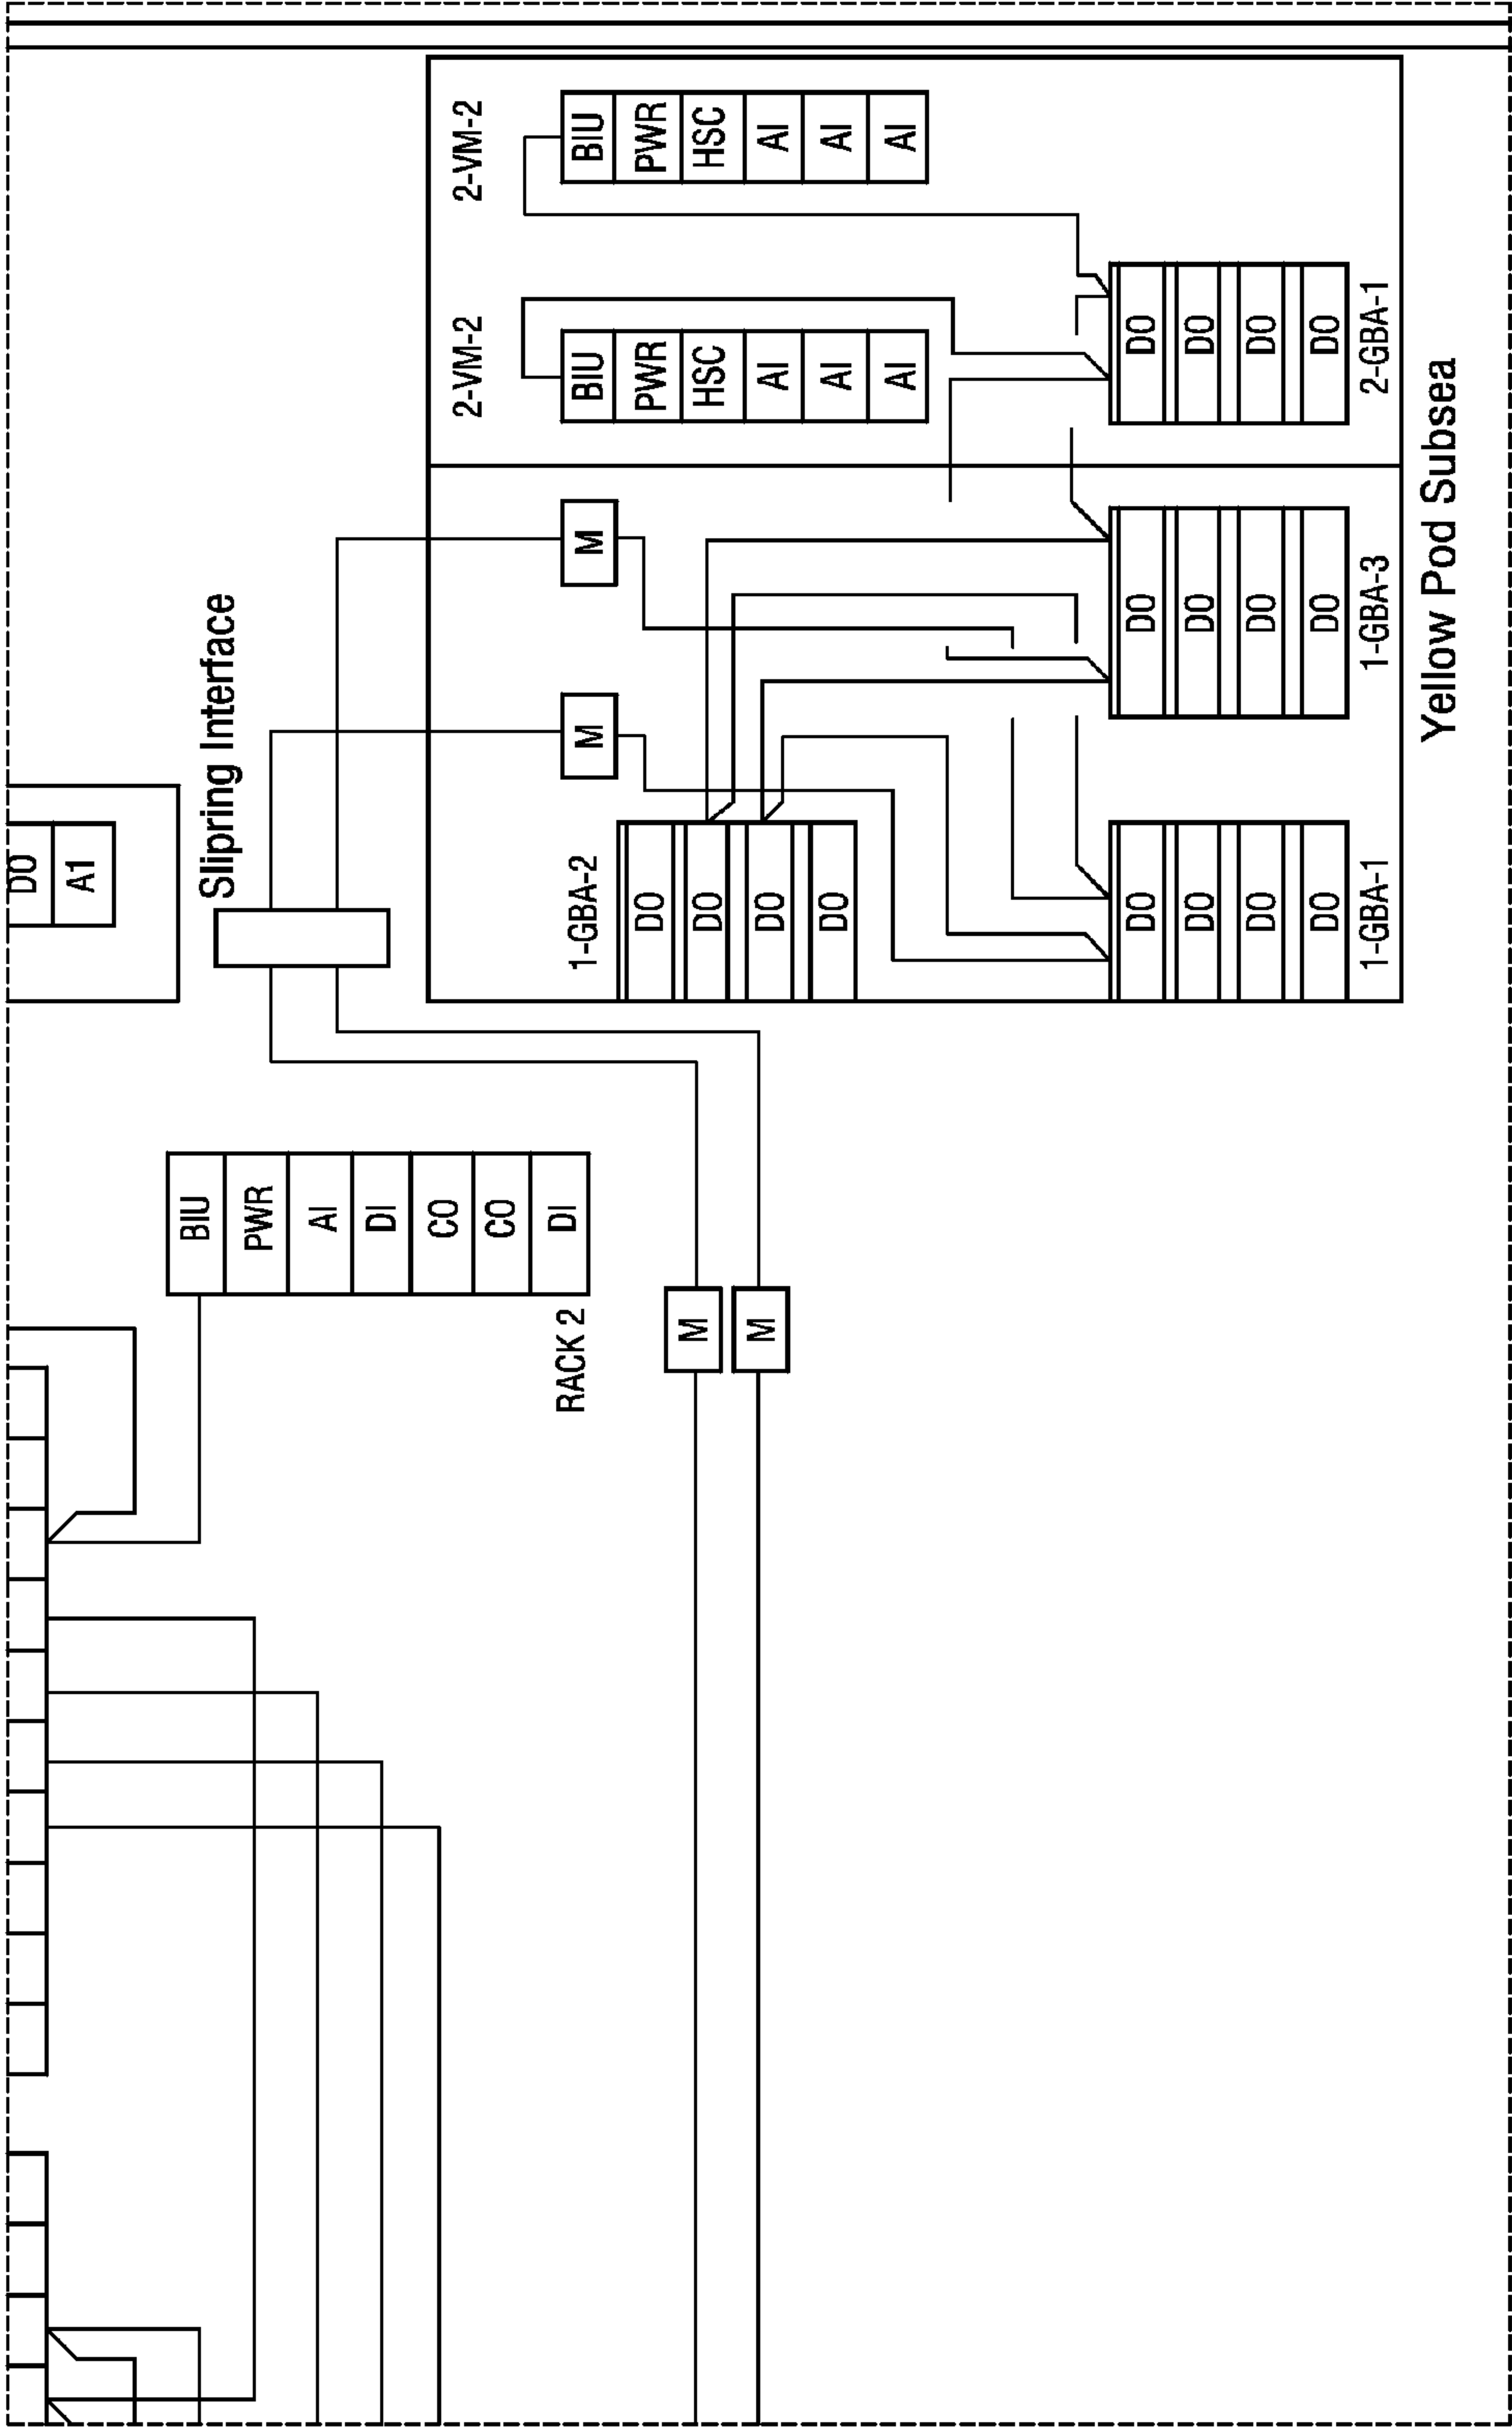 DO
A1
Slipring Interface
BIU
PWR
AI
DI
CO
CO
DI
RACK 2
M
M
M
M
2-VM-2
BIU
PWR
HSC
AI
AI
AI
2-VM-2
BIU
PWR
HSC
AI
AI
AI
1-GBA-2
DO
DO
DO
DO
1-GBA-1
DO
DO
DO
DO
1-GBA-3
DO
DO
DO
DO
2-GBA-1
DO
DO
DO
DO
Yellow Pod Subsea